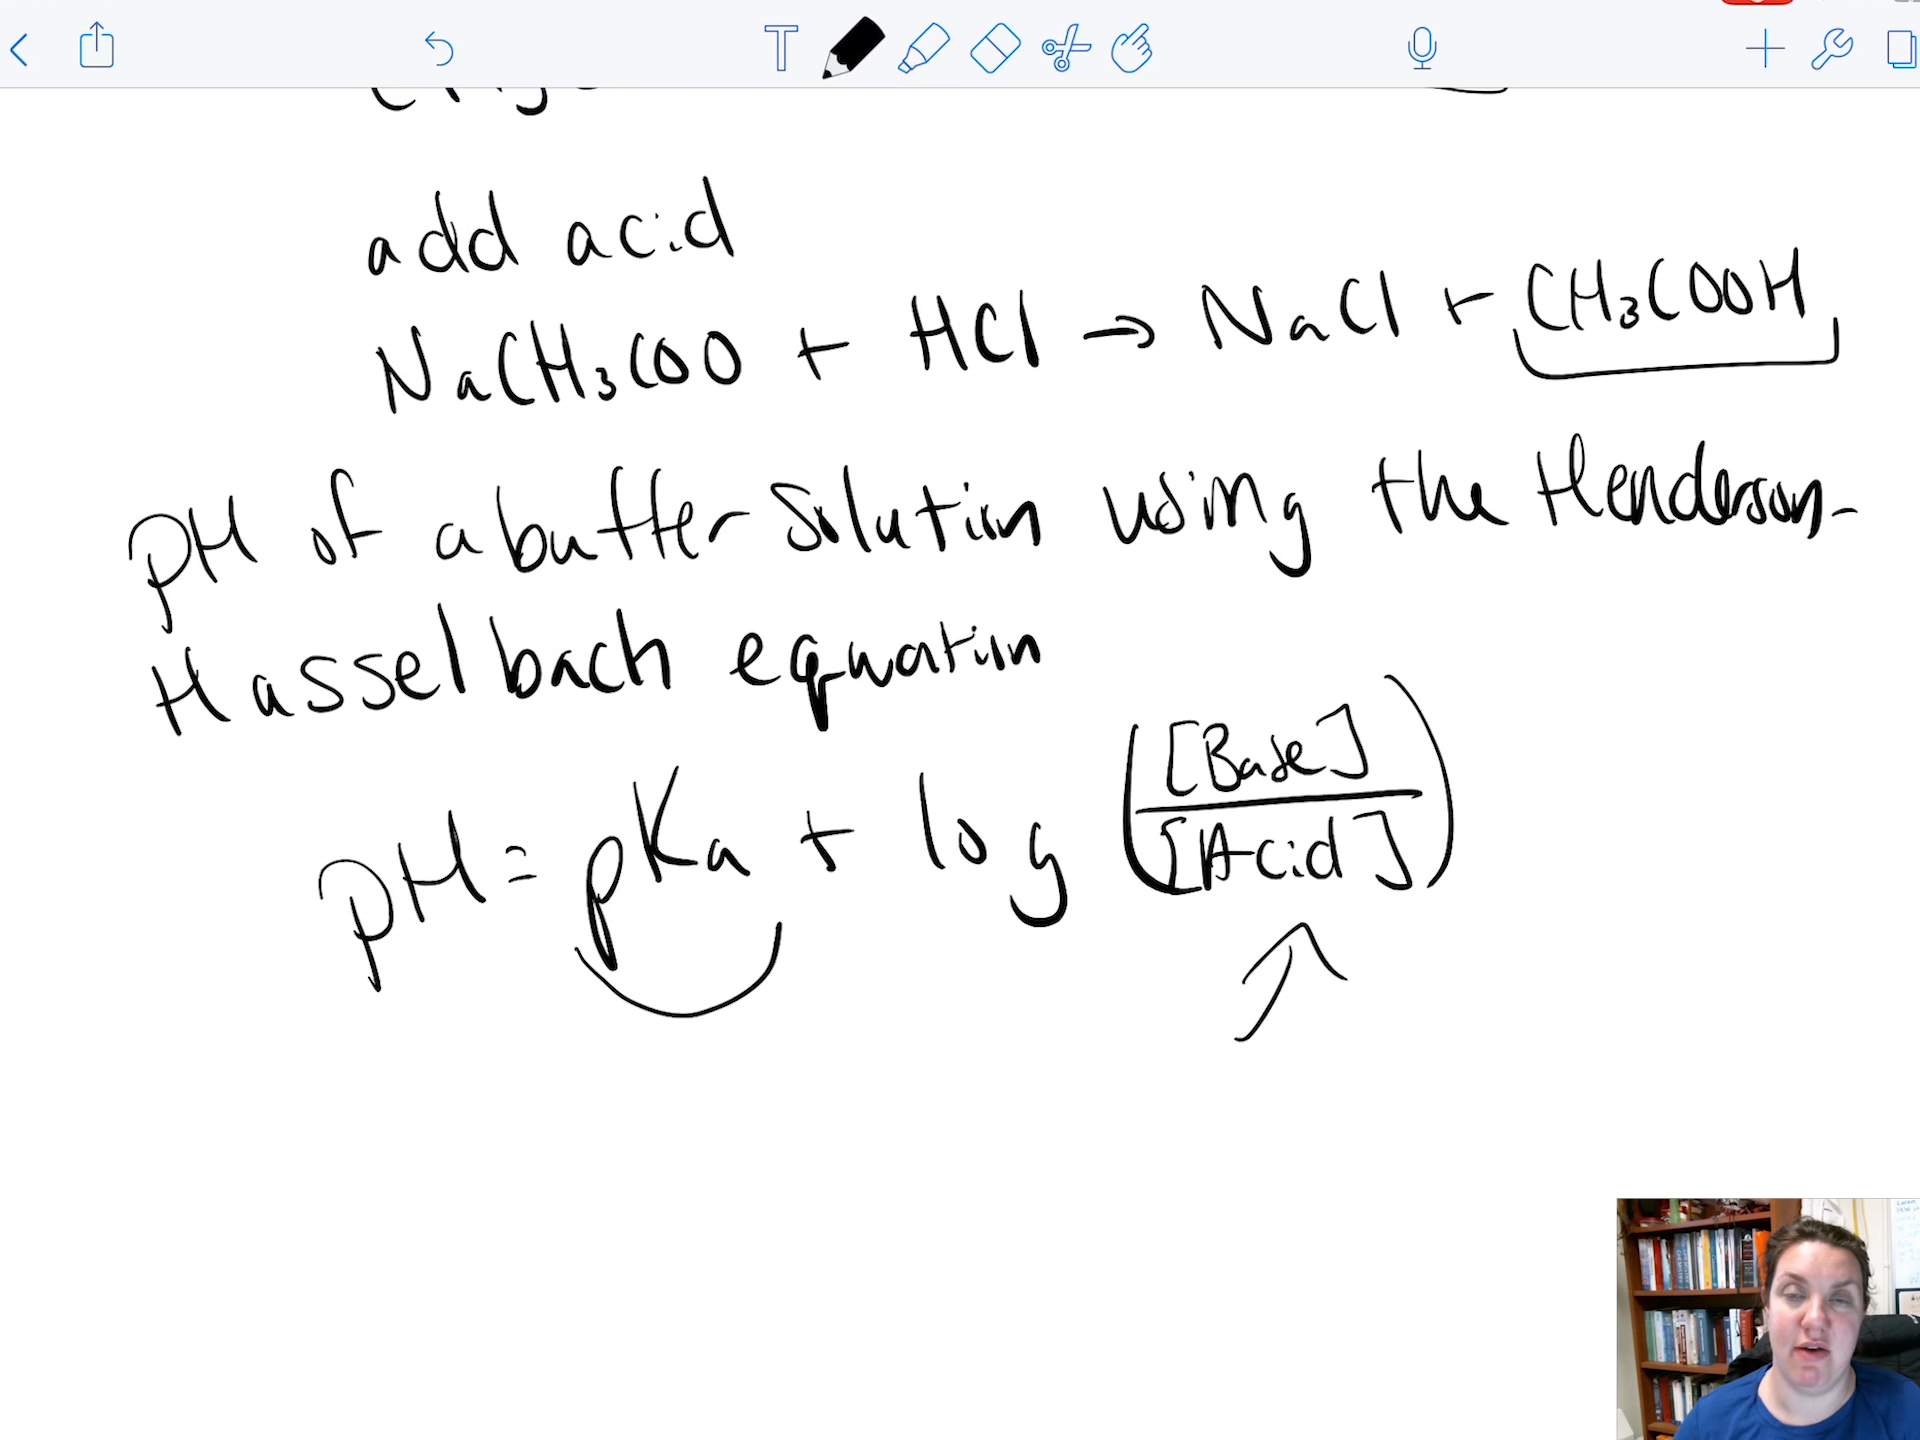 add acid
NaCH₃COO + HCl → NaCl + CH₃COOH
pH of a buffer solution using the Henderson-
Hasselbach equation
pH = pKa + log ([Base]/[Acid])